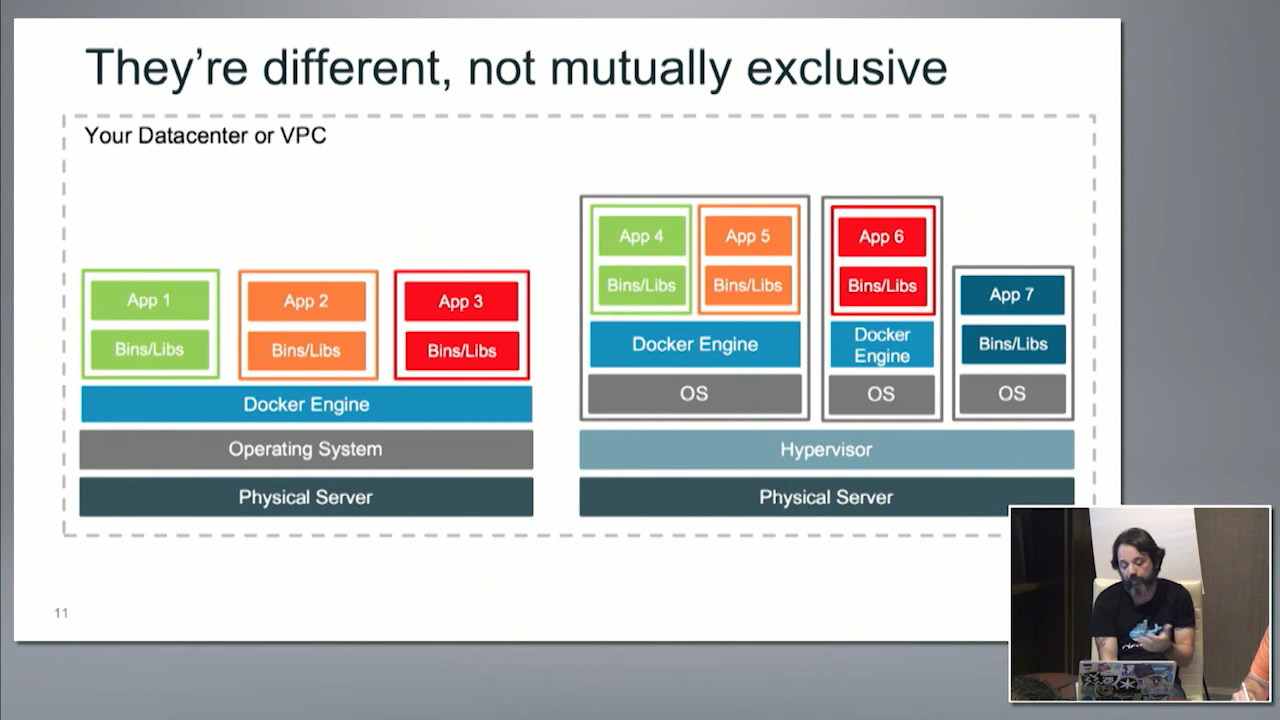 They're different, not mutually exclusive
Your Datacenter or VPC
App 1
Bins/Libs
App 2
Bins/Libs
App 3
Bins/Libs
Docker Engine
Operating System
Physical Server
App 4
Bins/Libs
App 5
Bins/Libs
Docker Engine
OS
App 6
Bins/Libs
Docker
Engine
OS
App 7
Bins/Libs
OS
Hypervisor
Physical Server
11